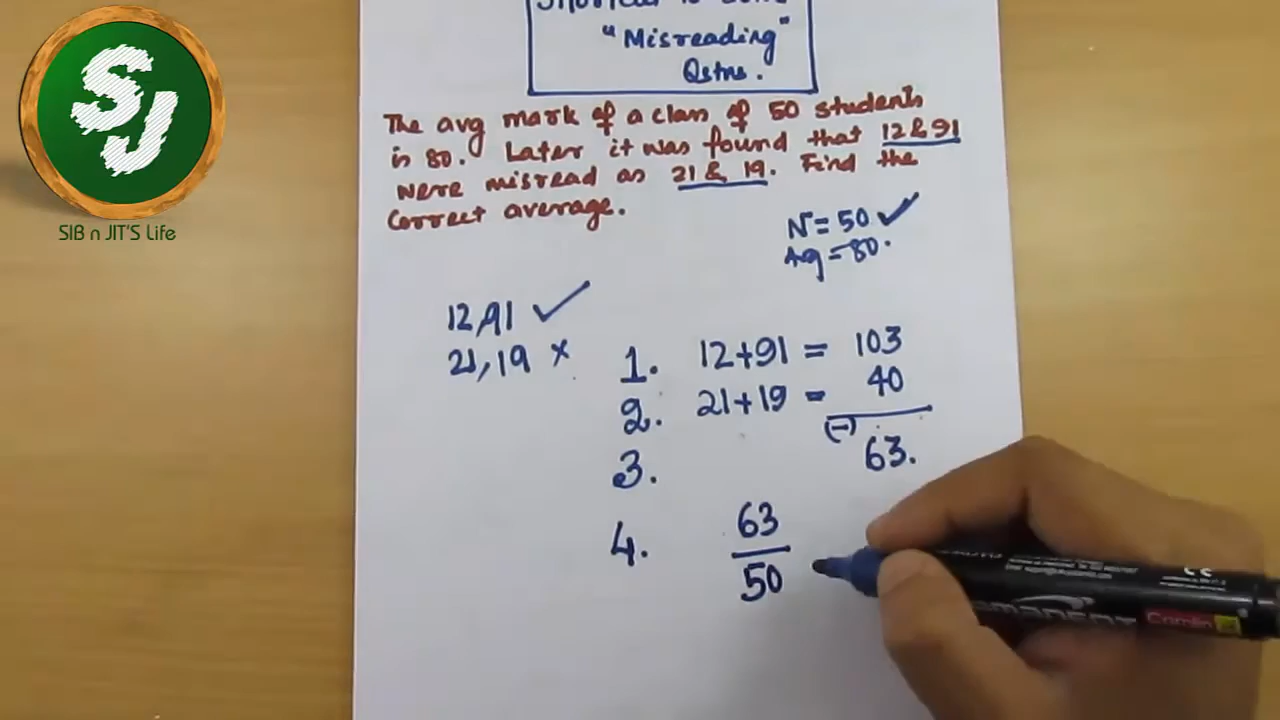 "Misreading"
Qstns.
The avg mark of a class of 50 students
is 80. Later it was found that 12 & 91
were misread as 21 & 19. Find the
correct average.
N = 50 ✓
Avg = 80.
12,91 ✓
21,19 x
1. 12+91 = 103
2. 21+19 = 40
(-)
3. 63.
4. 63
50
SJ
SIB n JIT'S Life
Camlin